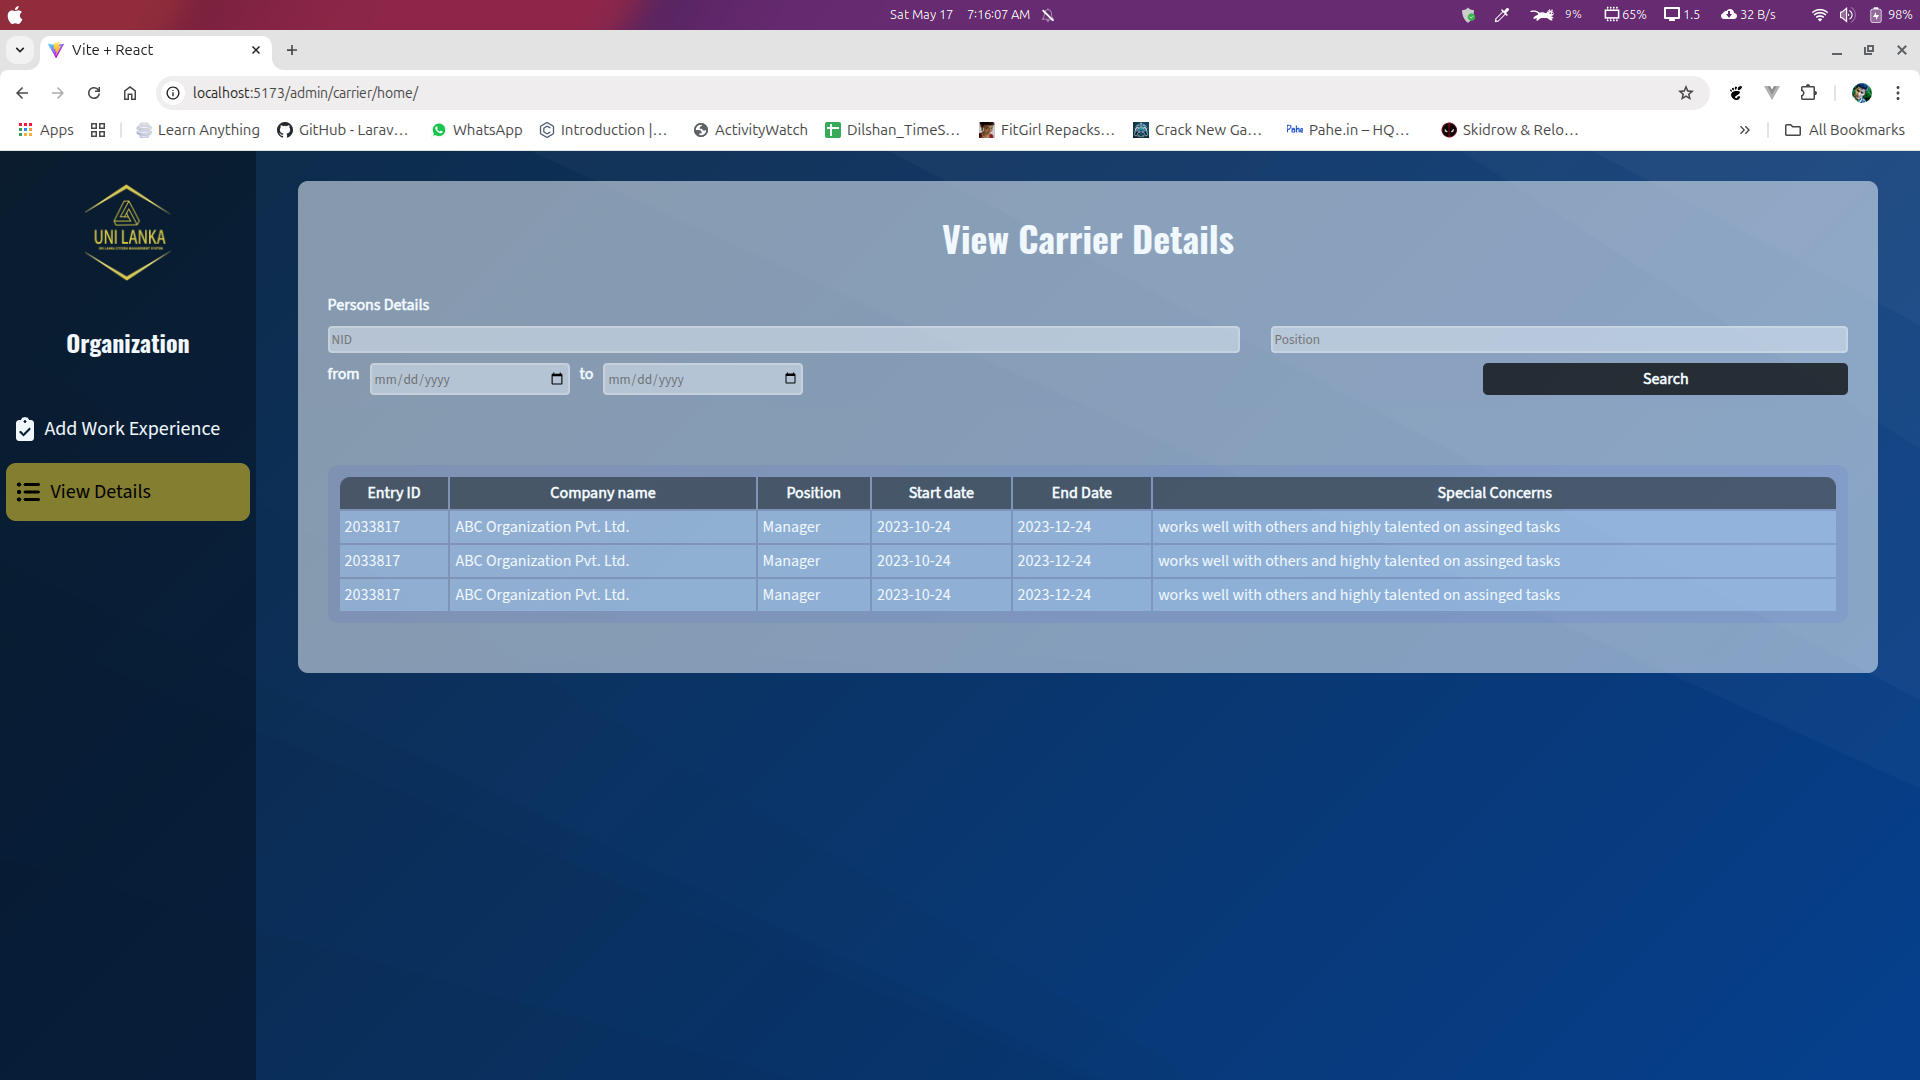 Sat May 17 7:16:07 AM 9% 65% 1.5 32 B/s 98%
Vite + React
localhost:5173/admin/carrier/home/
Apps Learn Anything GitHub - Larav… WhatsApp Introduction |… ActivityWatch Dilshan_TimeS… FitGirl Repacks… Crack New Ga… Pahe Pahe.in – HQ… Skidrow & Relo… All Bookmarks
UNI LANKA
UNI LANKA CITIZEN MANAGEMENT SYSTEM
Organization
Add Work Experience
View Details
View Carrier Details
Persons Details
NID Position
from mm/dd/yyyy to mm/dd/yyyy Search
Entry ID Company name Position Start date End Date Special Concerns
2033817 ABC Organization Pvt. Ltd. Manager 2023-10-24 2023-12-24 works well with others and highly talented on assinged tasks
2033817 ABC Organization Pvt. Ltd. Manager 2023-10-24 2023-12-24 works well with others and highly talented on assinged tasks
2033817 ABC Organization Pvt. Ltd. Manager 2023-10-24 2023-12-24 works well with others and highly talented on assinged tasks